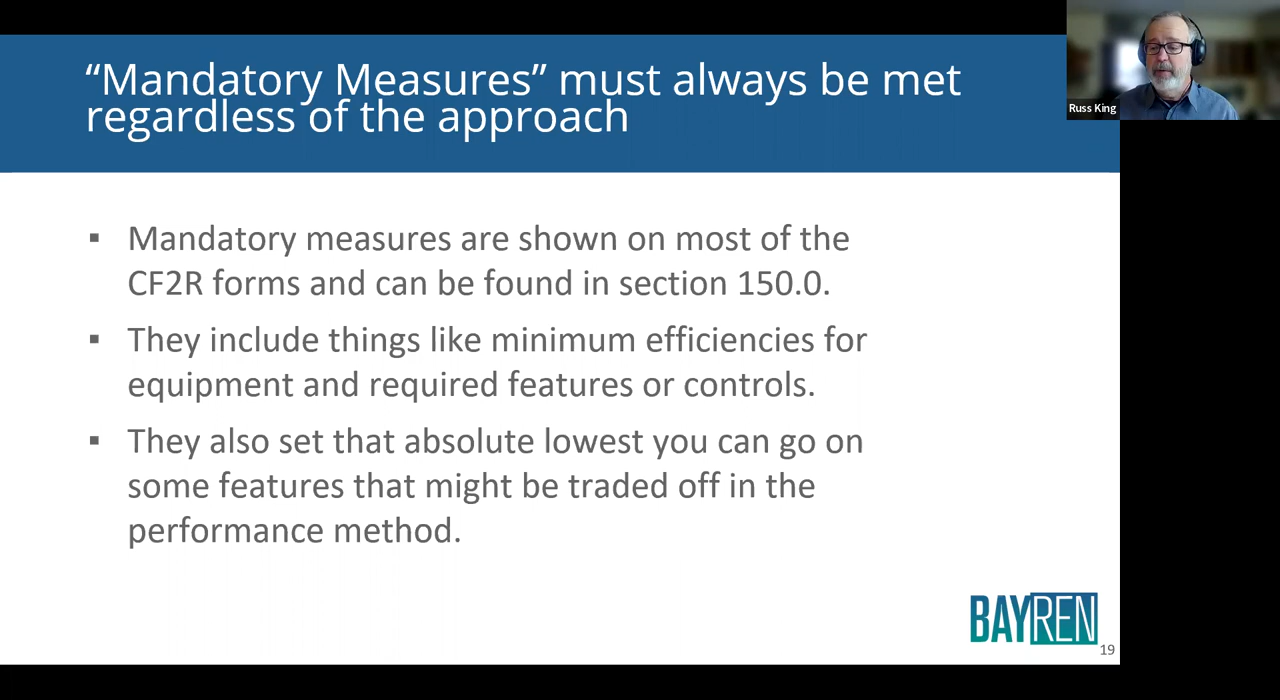 “Mandatory Measures” must always be met
regardless of the approach
Russ King
▪ Mandatory measures are shown on most of the
CF2R forms and can be found in section 150.0.
▪ They include things like minimum efficiencies for
equipment and required features or controls.
▪ They also set that absolute lowest you can go on
some features that might be traded off in the
performance method.
BAYREN
19